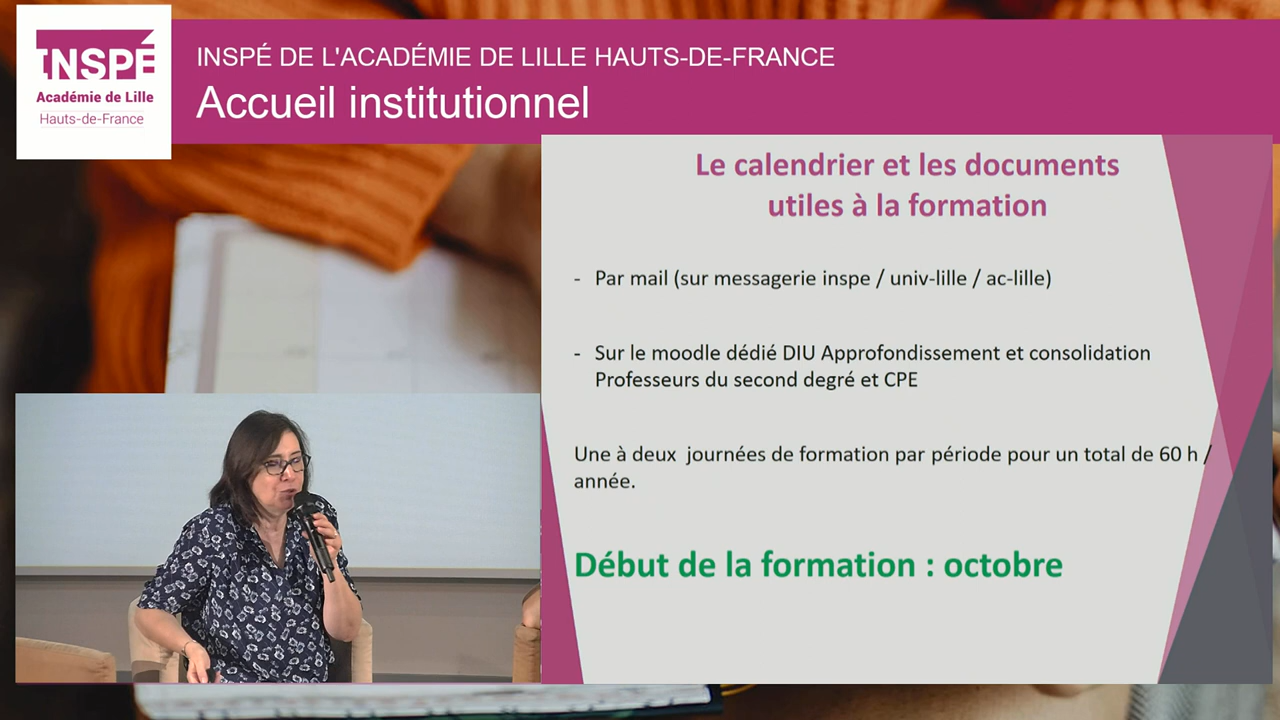 INSPÉ
Académie de Lille
Hauts-de-France
INSPÉ DE L'ACADÉMIE DE LILLE HAUTS-DE-FRANCE
Accueil institutionnel
Le calendrier et les documents
utiles à la formation
- Par mail (sur messagerie inspe / univ-lille / ac-lille)
- Sur le moodle dédié DIU Approfondissement et consolidation
Professeurs du second degré et CPE
Une à deux journées de formation par période pour un total de 60 h /
année.
Début de la formation : octobre